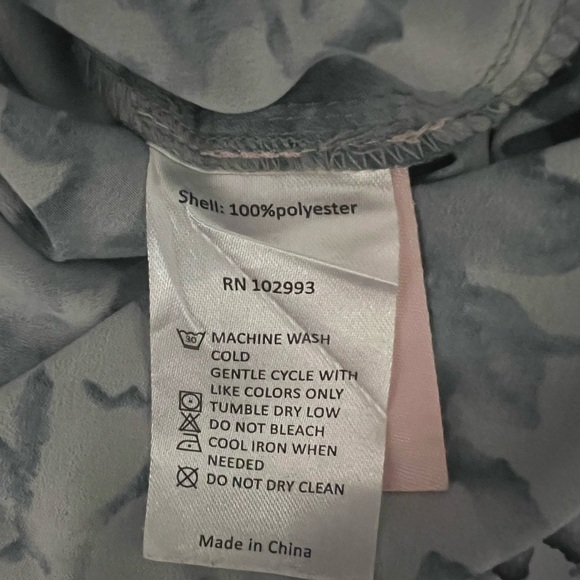 Shell: 100%polyester
RN 102993
30
MACHINE WASH
COLD
GENTLE CYCLE WITH
LIKE COLORS ONLY
TUMBLE DRY LOW
DO NOT BLEACH
COOL IRON WHEN
NEEDED
DO NOT DRY CLEAN
Made in China